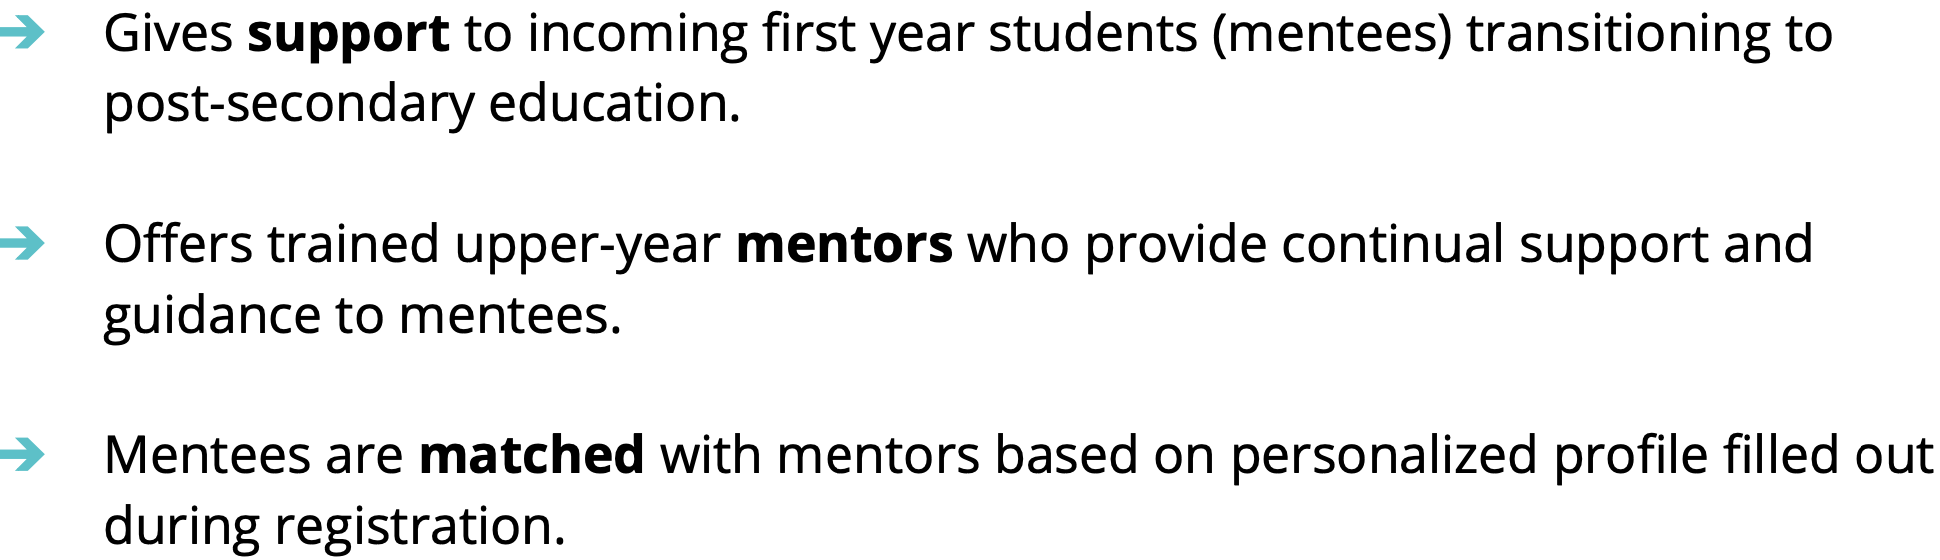 ➔ Gives support to incoming first year students (mentees) transitioning to
post-secondary education.
➔ Offers trained upper-year mentors who provide continual support and
guidance to mentees.
➔ Mentees are matched with mentors based on personalized profile filled out
during registration.